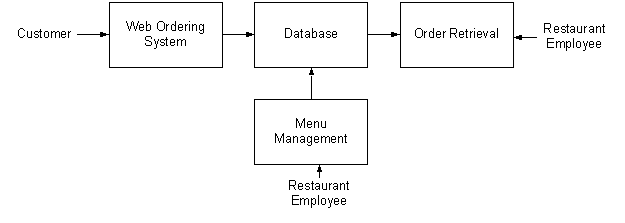 Customer
Web Ordering
System
Database
Order Retrieval
Restaurant
Employee
Menu
Management
Restaurant
Employee